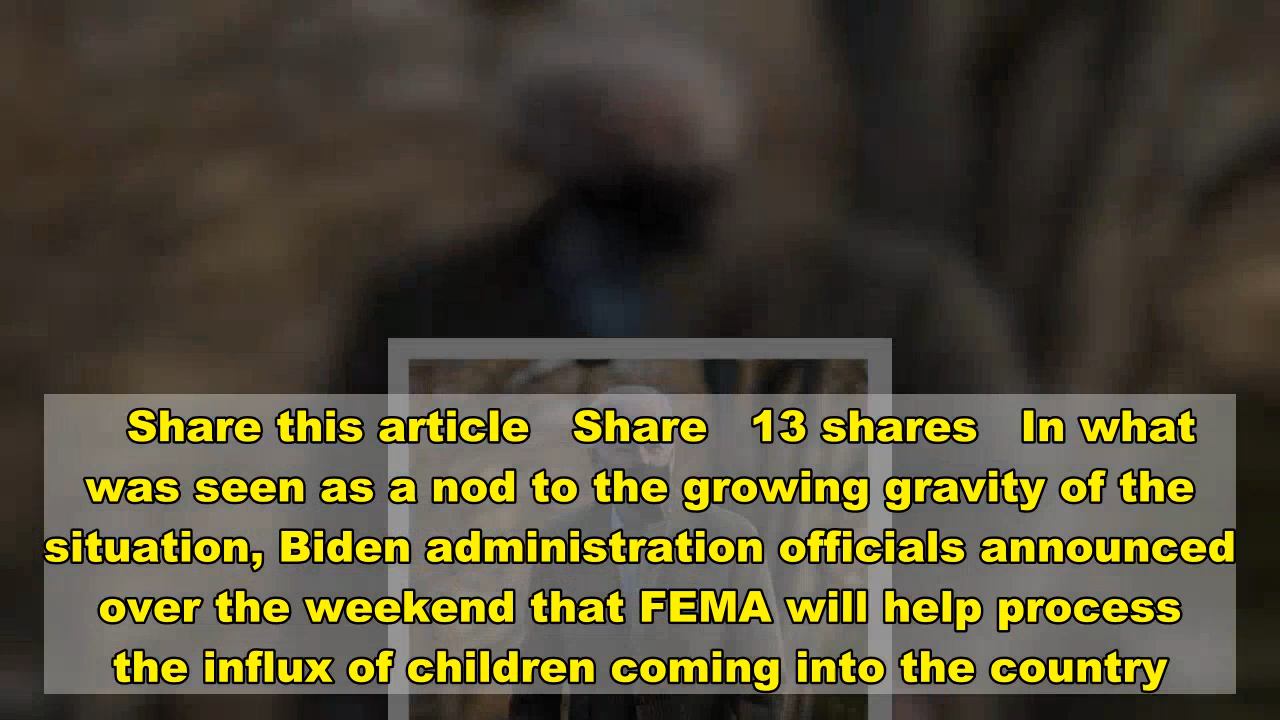 Share this article Share 13 shares In what
was seen as a nod to the growing gravity of the
situation, Biden administration officials announced
over the weekend that FEMA will help process
the influx of children coming into the country